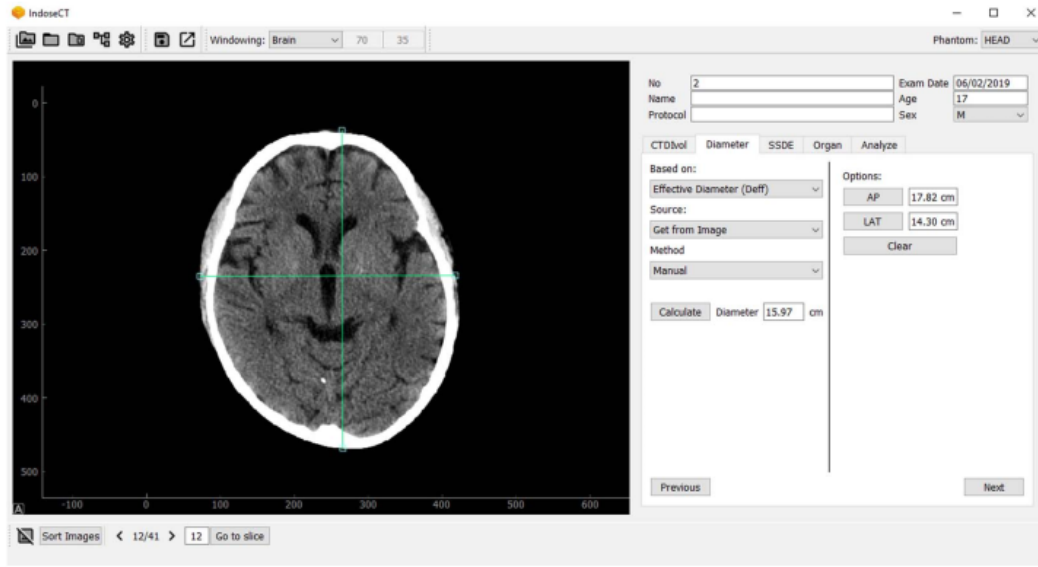 IndoseCT
Windowing: Brain 70 35
Phantom: HEAD
No 2
Exam Date 06/02/2019
Name
Age 17
Protocol
Sex M
CTDIvol Diameter SSDE Organ Analyze
Based on:
Effective Diameter (Deff)
Source:
Get from Image
Method
Manual
Calculate Diameter 15.97 cm
Options:
AP 17.82 cm
LAT 14.30 cm
Clear
Previous
Next
0
100
200
300
400
500
A
-100 0 100 200 300 400 500 600
Sort Images 12/41 12 Go to slice